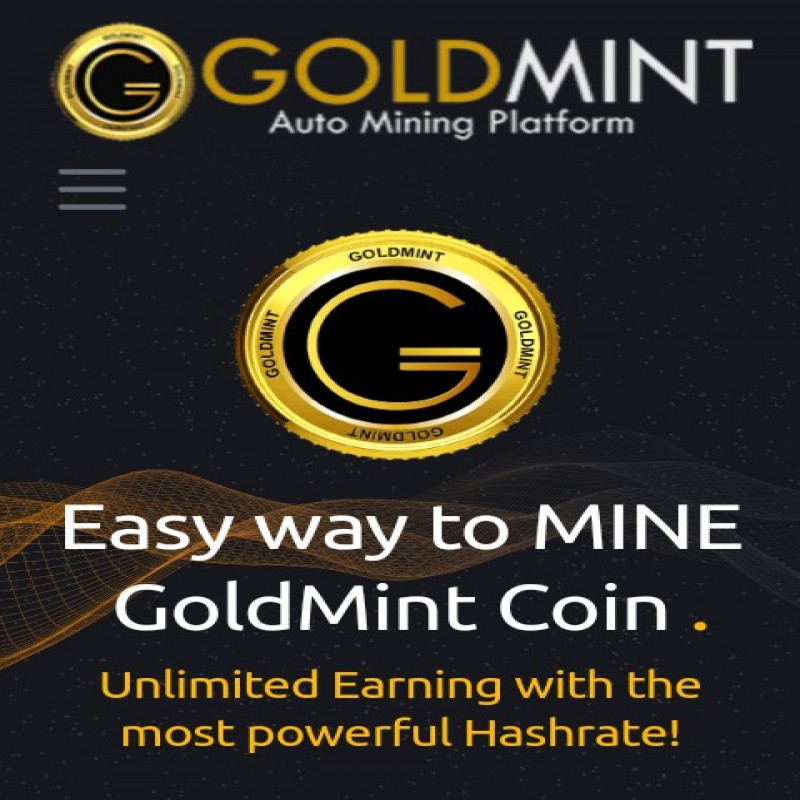 GOLDMINT
Auto Mining Platform
GOLDMINT
GOLDMINT
GOLDMINT
GOLDMINT
Easy way to MINE
GoldMint Coin .
Unlimited Earning with the
most powerful Hashrate!